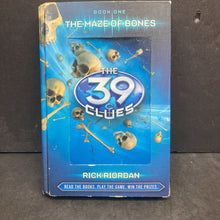 BOOK ONE
THE MAZE OF BONES
THE
39
CLUES
RICK RIORDAN
READ THE BOOKS. PLAY THE GAME. WIN THE PRIZES.